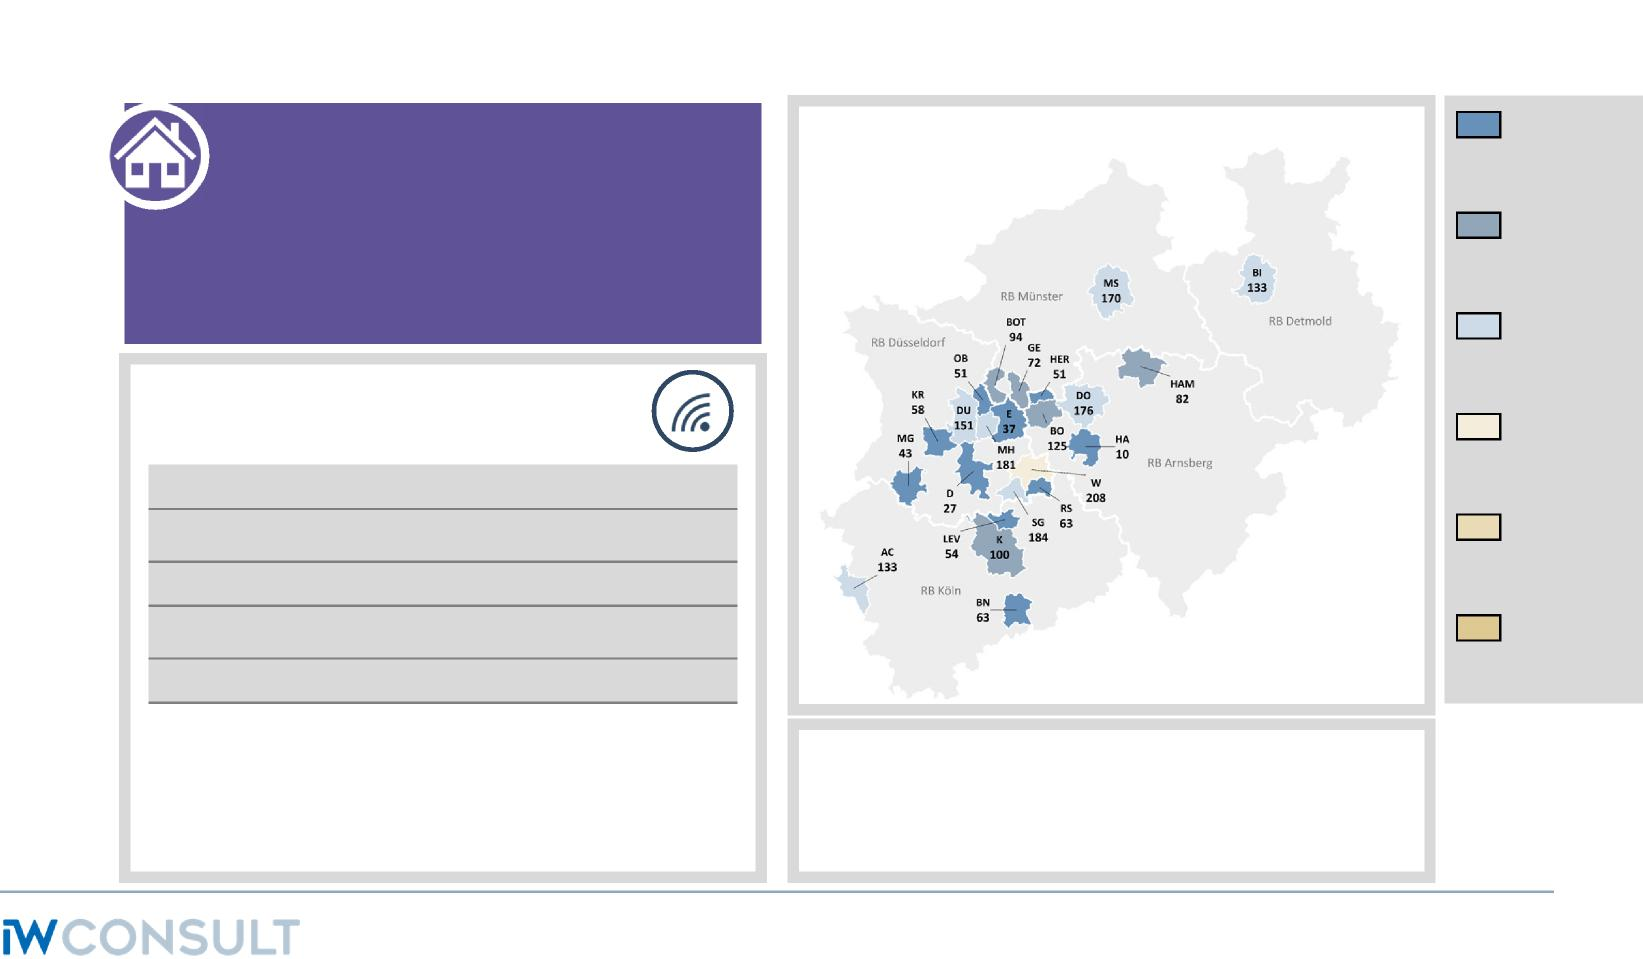 MS
170
BI
133
RB Münster
RB Detmold
BOT
94
RB Düsseldorf
GE
72
OB
51
HER
51
HAM
82
KR
58
DU
151
E
37
DO
176
MG
43
BO
125
HA
10
MH
181
RB Arnsberg
W
208
D
27
RS
63
SG
184
LEV
54
K
100
AC
133
RB Köln
BN
63
iWCONSULT